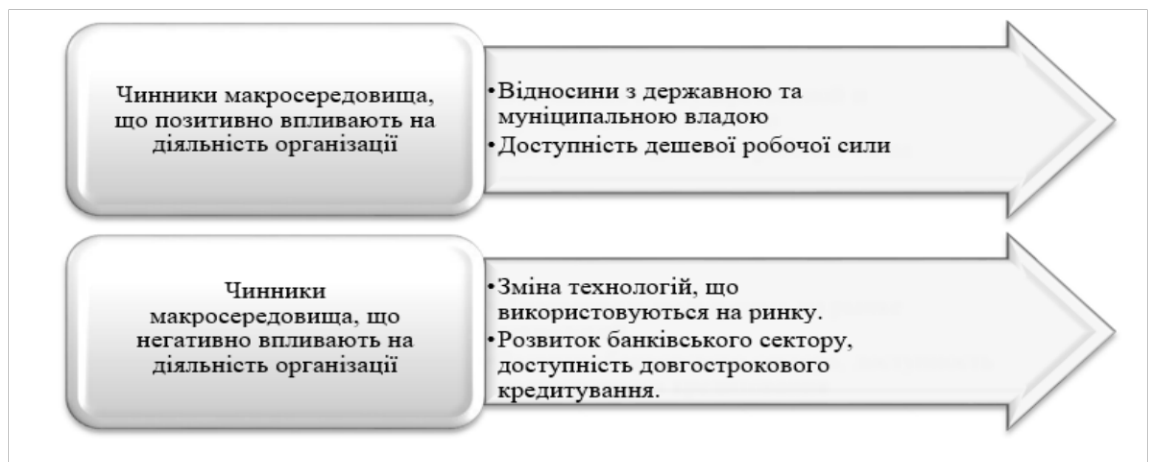 Чинники макросередовища,
що позитивно впливають на
діяльність організації
•Відносини з державною та
муніципальною владою
•Доступність дешевої робочої сили
Чинники
макросередовища, що
негативно впливають на
діяльність організації
•Зміна технологій, що
використовуються на ринку.
•Розвиток банківського сектору,
доступність довгострокового
кредитування.